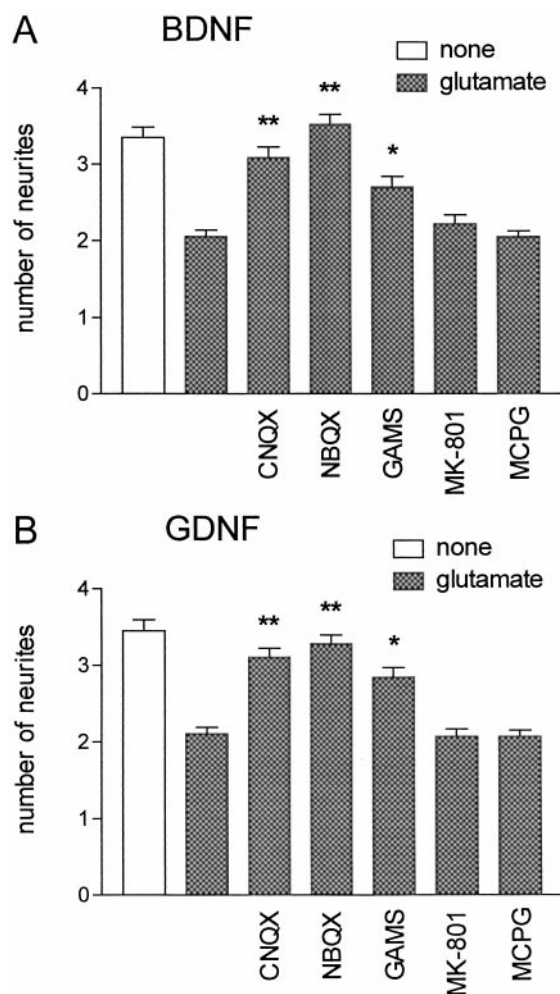 A
BDNF
none
glutamate
**
**
*
4
3
2
1
0
number of neurites
CNQX
NBQX
GAMS
MK-801
MCPG
B
GDNF
none
glutamate
**
**
*
4
3
2
1
0
number of neurites
CNQX
NBQX
GAMS
MK-801
MCPG